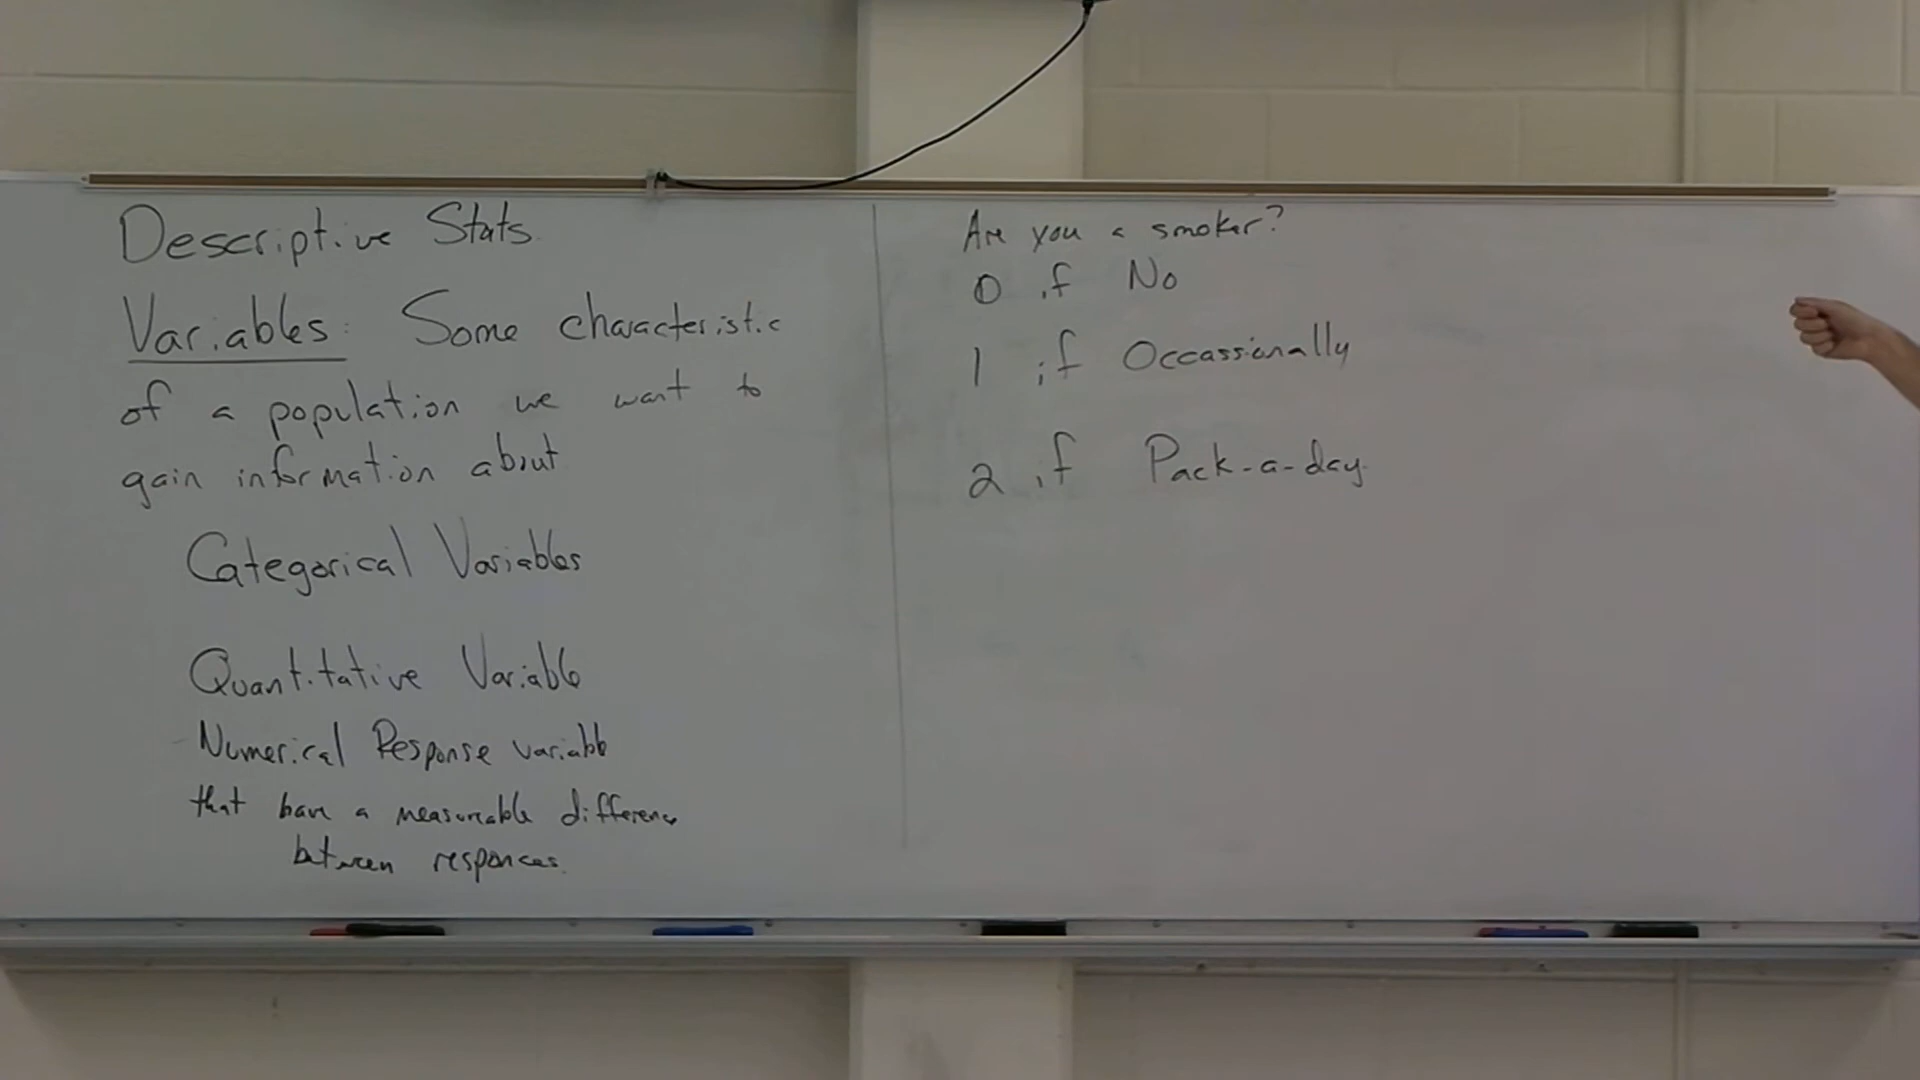 Descriptive Stats
Variables: Some characteristic
of a population we want to
gain information about
Categorical Variables
Quantitative Variable
Numerical Response variable
that have a measureable difference
between responces.
Are you a smoker?
0 if No
1 if Occassionally
2 if Pack-a-day